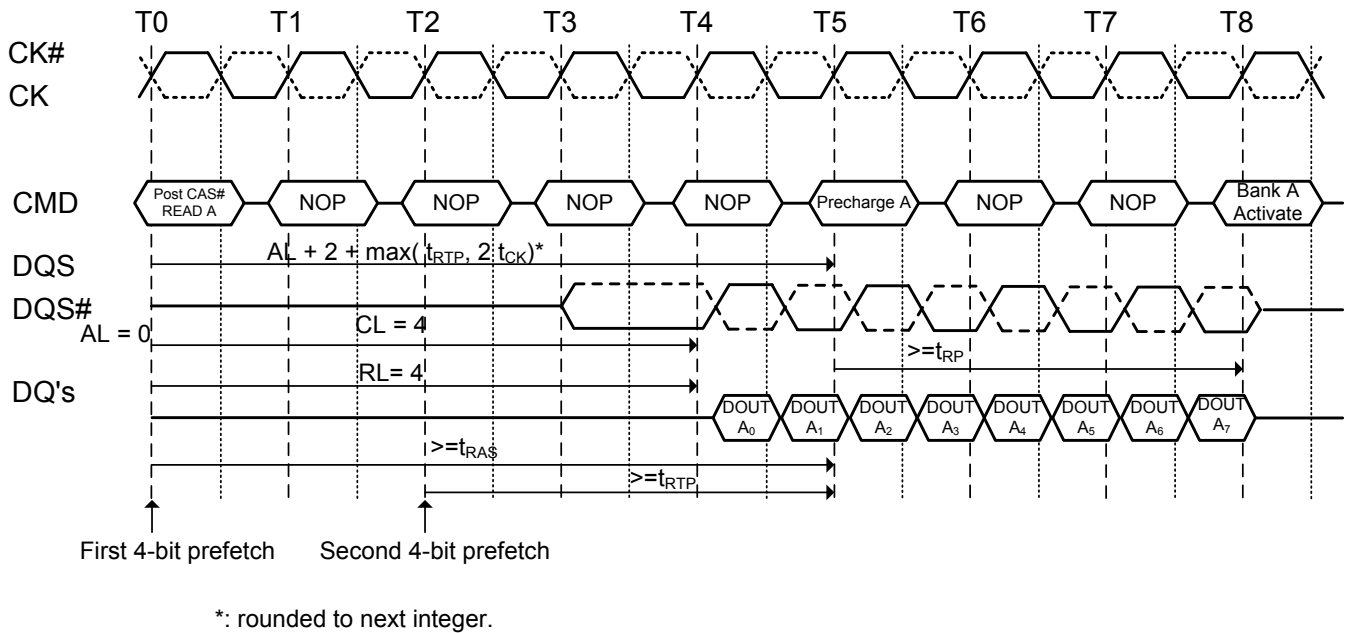 T0 T1 T2 T3 T4 T5 T6 T7 T8
CK#
CK
CMD
Post CAS# READ A
NOP
NOP
NOP
NOP
Precharge A
NOP
NOP
Bank A Activate
AL + 2 + max( tRTP, 2 tCK)*
DQS
DQS#
AL = 0
CL = 4
>=tRP
RL= 4
DQ's
DOUT A0
DOUT A1
DOUT A2
DOUT A3
DOUT A4
DOUT A5
DOUT A6
DOUT A7
>=tRAS
>=tRTP
First 4-bit prefetch
Second 4-bit prefetch
*: rounded to next integer.